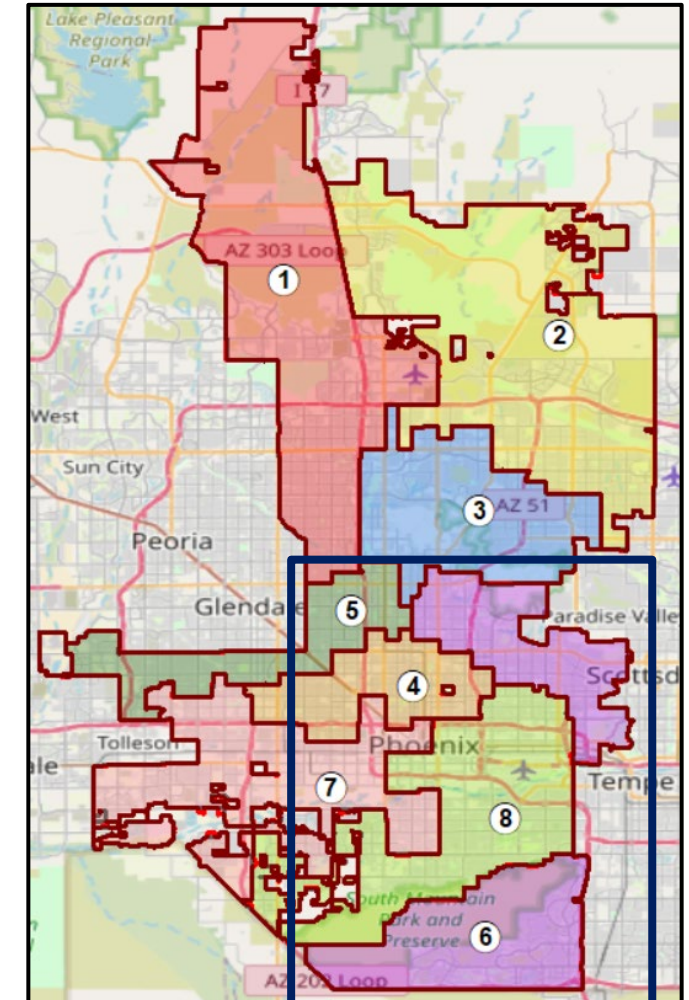 Lake Pleasant
Regional
Park
I 17
AZ 303 Loop
1
2
West
Sun City
3
AZ 51
Peoria
Glendale
5
Paradise Valle
Scottsd
4
Tolleson
Phoenix
ale
Tempe
7
8
South Mountain
Park and
Preserve
6
AZ 202 Loop